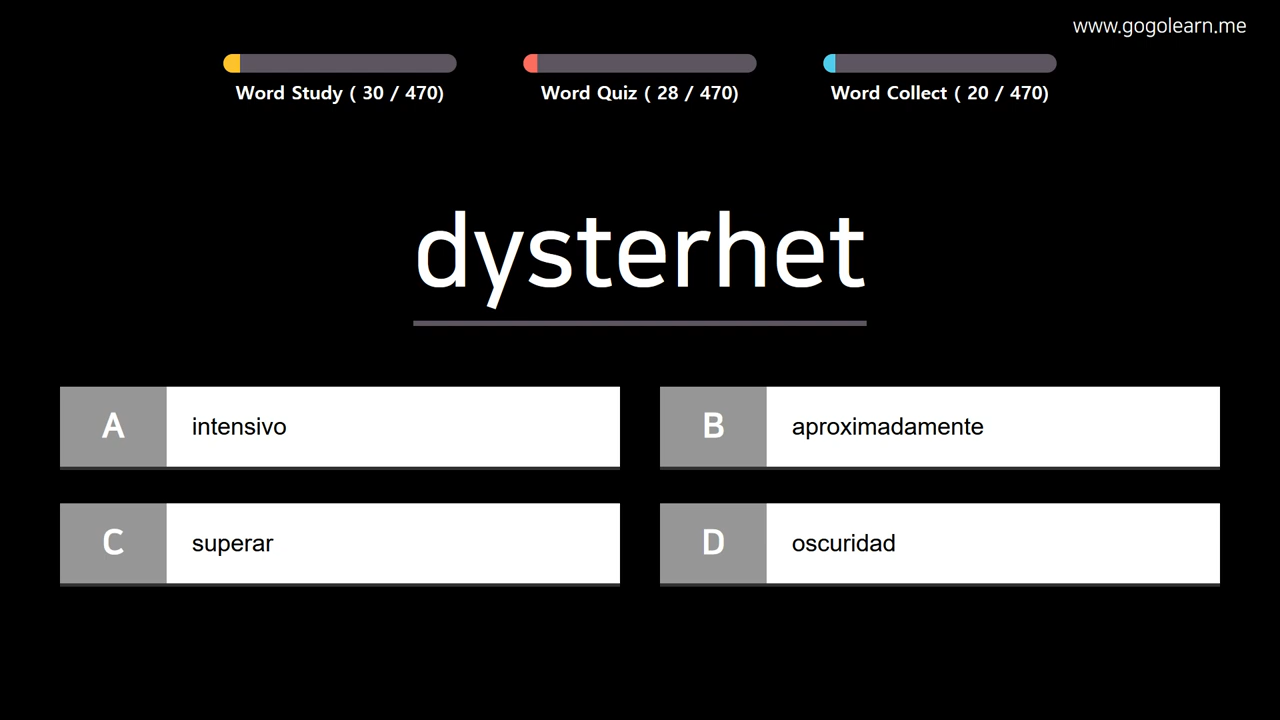 www.gogolearn.me
Word Study ( 30 / 470)
Word Quiz ( 28 / 470)
Word Collect ( 20 / 470)
dysterhet
A intensivo
B aproximadamente
C superar
D oscuridad